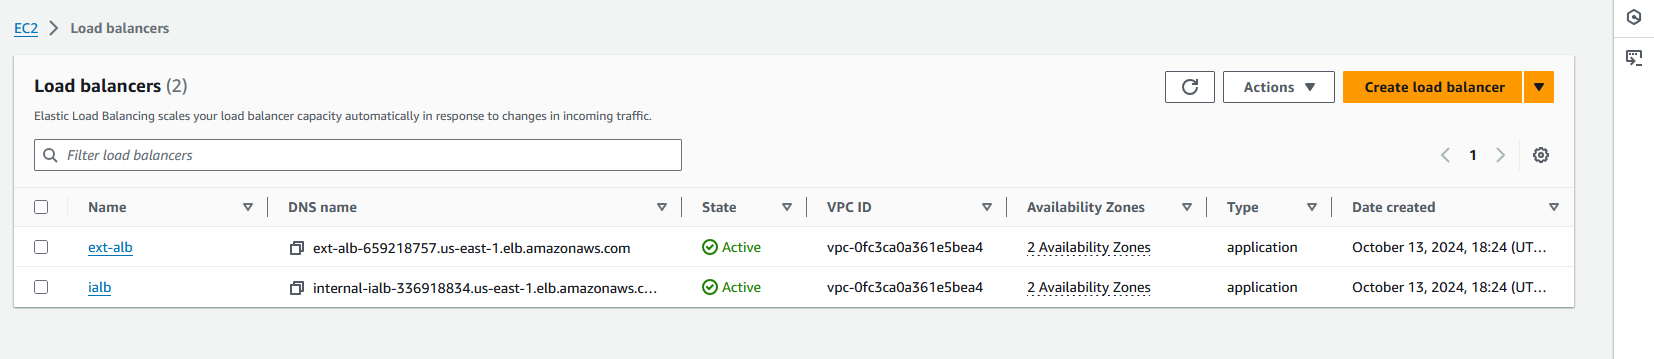 EC2 > Load balancers
Load balancers (2)
Actions
Create load balancer
Elastic Load Balancing scales your load balancer capacity automatically in response to changes in incoming traffic.
Filter load balancers
1
Name DNS name State VPC ID Availability Zones Type Date created
ext-alb ext-alb-659218757.us-east-1.elb.amazonaws.com Active vpc-0fc3ca0a361e5bea4 2 Availability Zones application October 13, 2024, 18:24 (UT...
ialb internal-ialb-336918834.us-east-1.elb.amazonaws.c... Active vpc-0fc3ca0a361e5bea4 2 Availability Zones application October 13, 2024, 18:24 (UT...